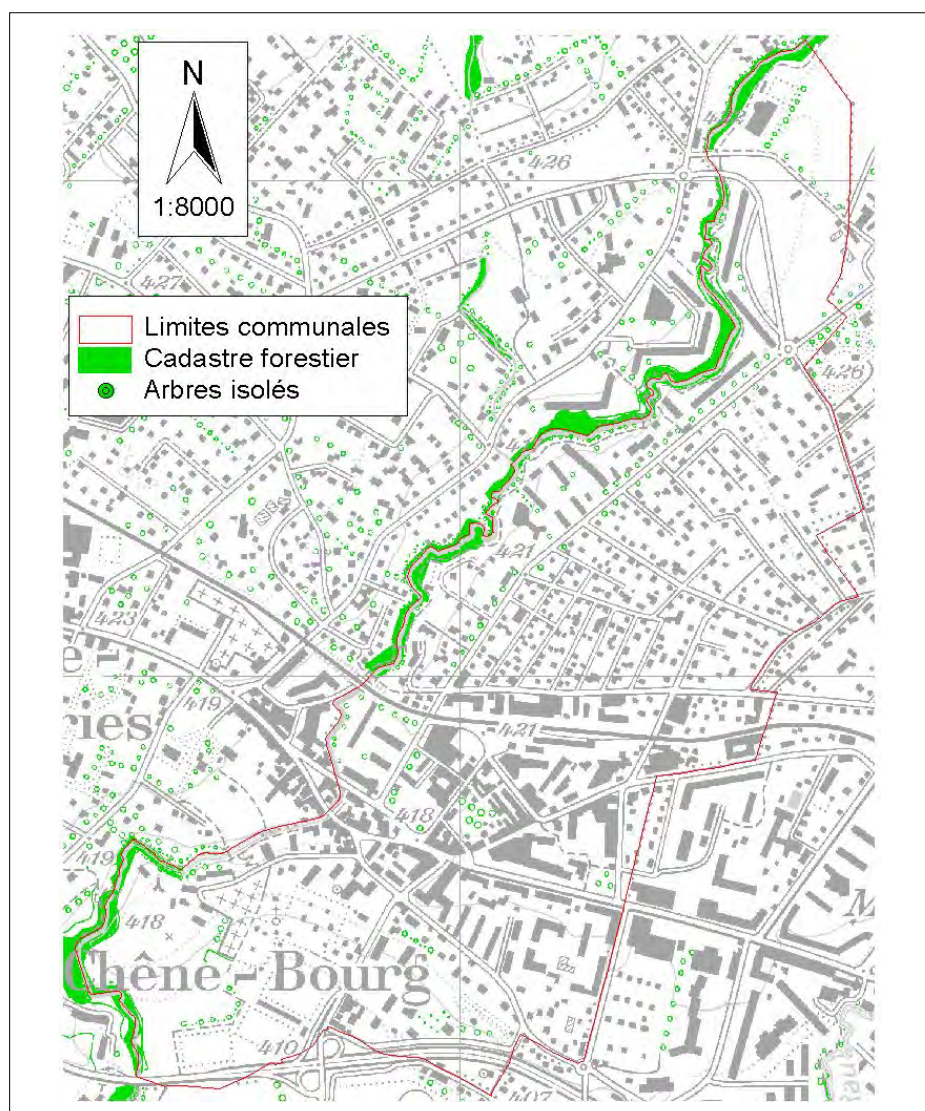 N
1:8000
426
427
Limites communales
Cadastre forestier
Arbres isolés
426
421
423
e-
419
ries
421
418
419
418
M
Chêne-Bourg
410
407